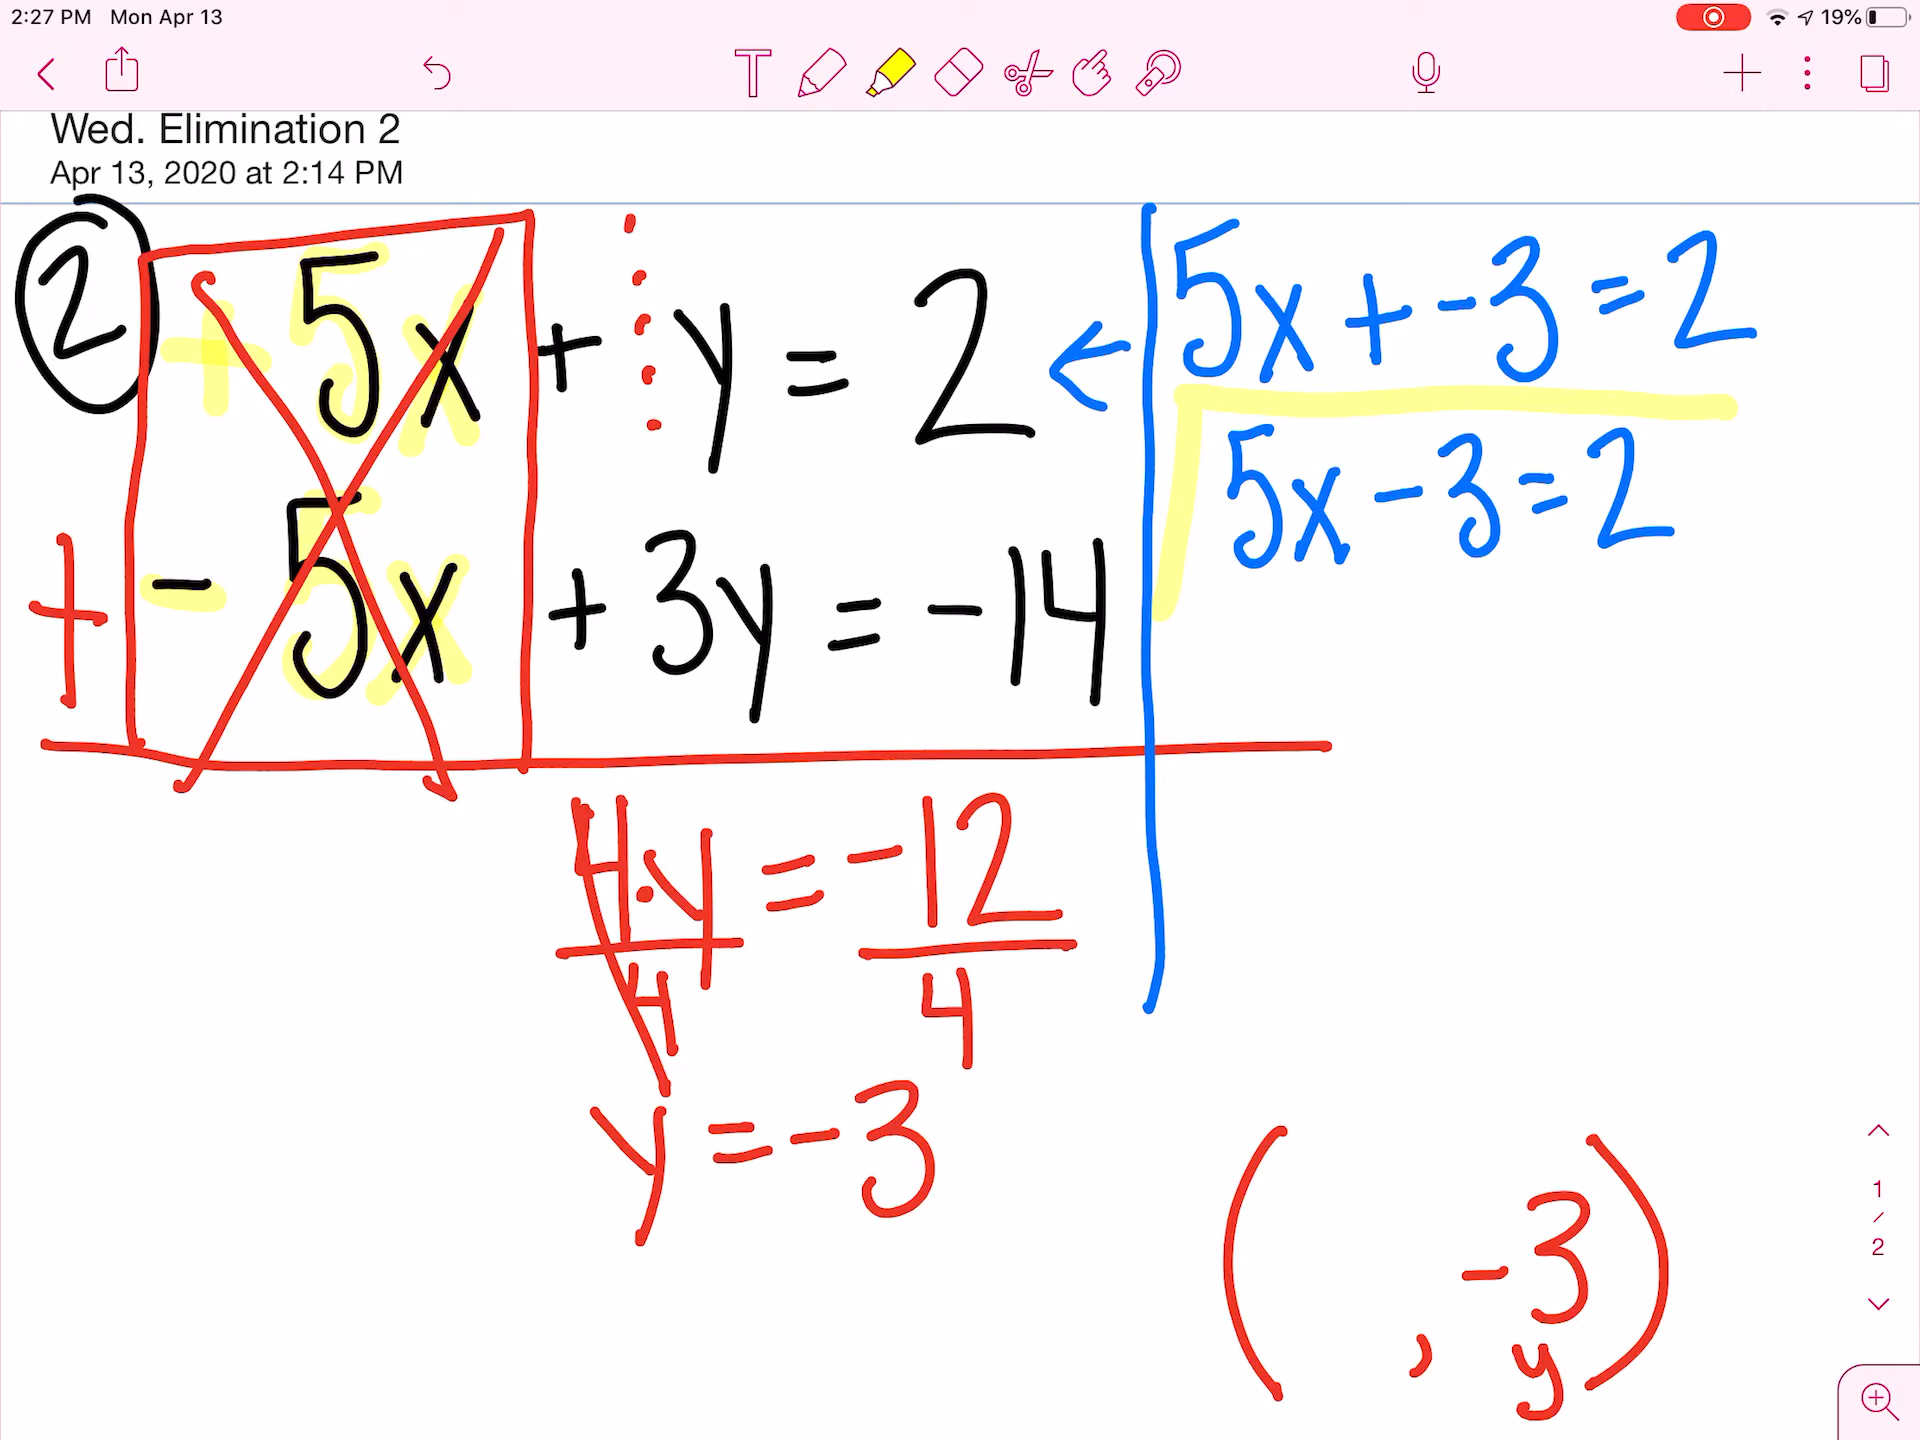 2:27 PM Mon Apr 13
19%
T
Wed. Elimination 2
Apr 13, 2020 at 2:14 PM
2
+ 5x + y = 2
+ - 5x + 3y = -14
4·y = -12
4 4
y = -3
5x + -3 = 2
5x - 3 = 2
( , -3)
y
1
/
2